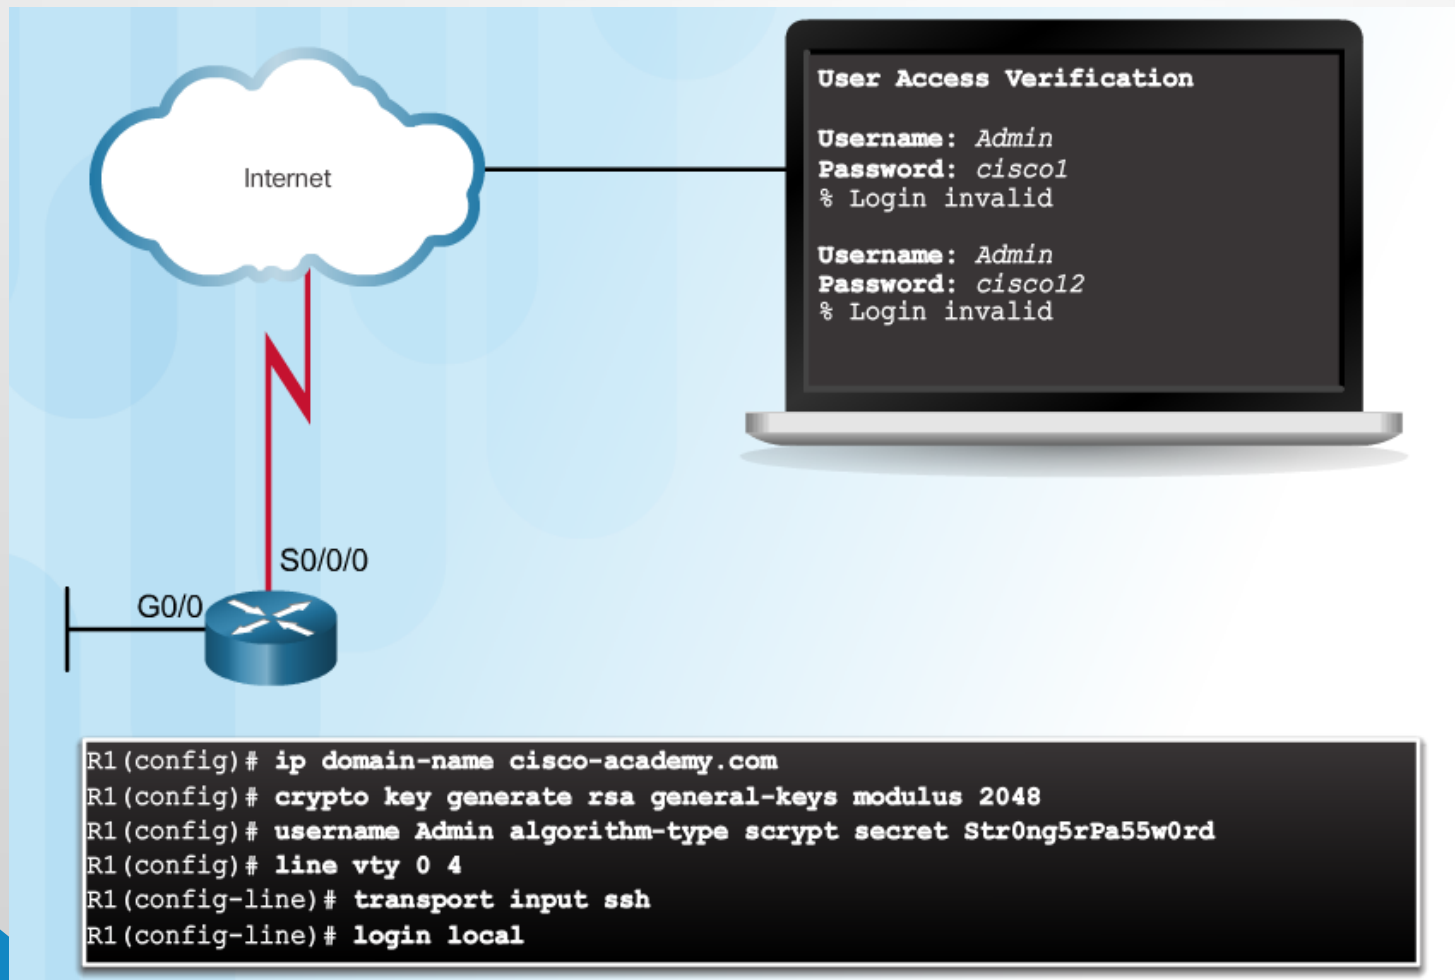 Internet
User Access Verification
Username: Admin
Password: cisco1
% Login invalid
Username: Admin
Password: cisco12
% Login invalid
S0/0/0
G0/0
R1(config)# ip domain-name cisco-academy.com
R1(config)# crypto key generate rsa general-keys modulus 2048
R1(config)# username Admin algorithm-type scrypt secret Str0ng5rPa55w0rd
R1(config)# line vty 0 4
R1(config-line)# transport input ssh
R1(config-line)# login local